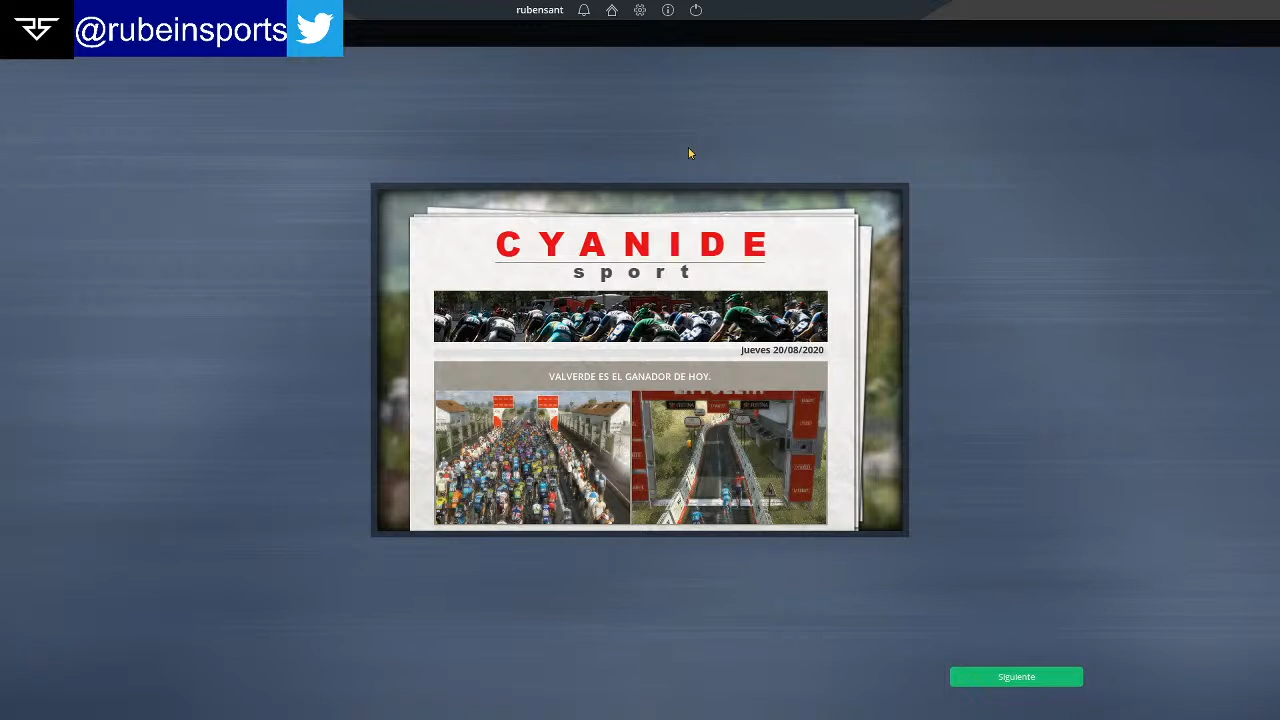 rubensant
@rubeinsports
CYANIDE
sport
Jueves 20/08/2020
VALVERDE ES EL GANADOR DE HOY.
Siguiente